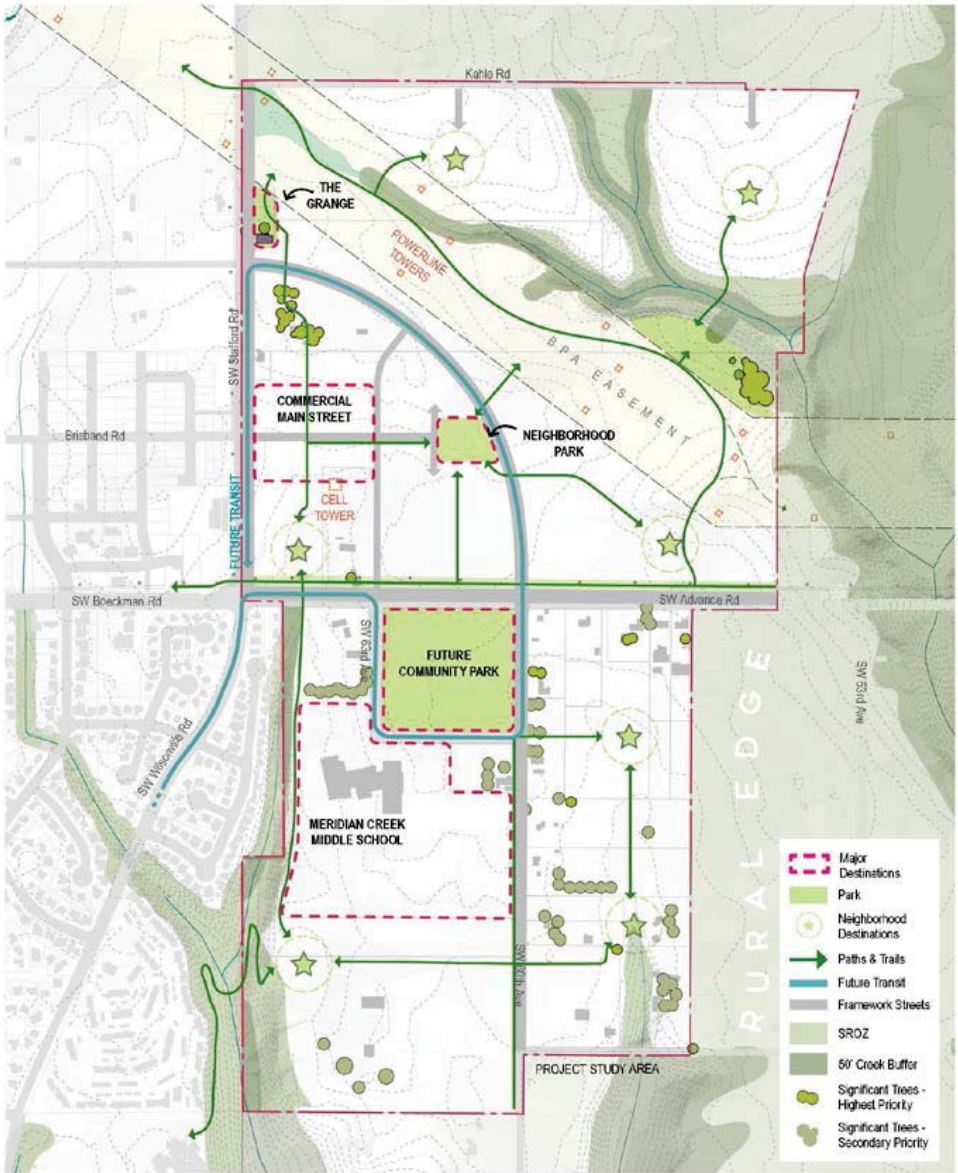 Kahle Rd
THE
GRANGE
POWERLINE
TOWERS
SW Stafford Rd
BPA EASEMENT
COMMERCIAL
MAIN STREET
Brisband Rd
NEIGHBORHOOD
PARK
CELL
TOWER
FUTURE TRANSIT
SW Boeckman Rd
SW Advance Rd
SW 63rd Ave
FUTURE
COMMUNITY PARK
SW 53rd Ave
RURAL EDGE
SW Wilsonville Rd
MERIDIAN CREEK
MIDDLE SCHOOL
SW 60th Ave
PROJECT STUDY AREA
Major
Destinations
Park
Neighborhood
Destinations
Paths & Trails
Future Transit
Framework Streets
SROZ
50' Creek Buffer
Significant Trees -
Highest Priority
Significant Trees -
Secondary Priority